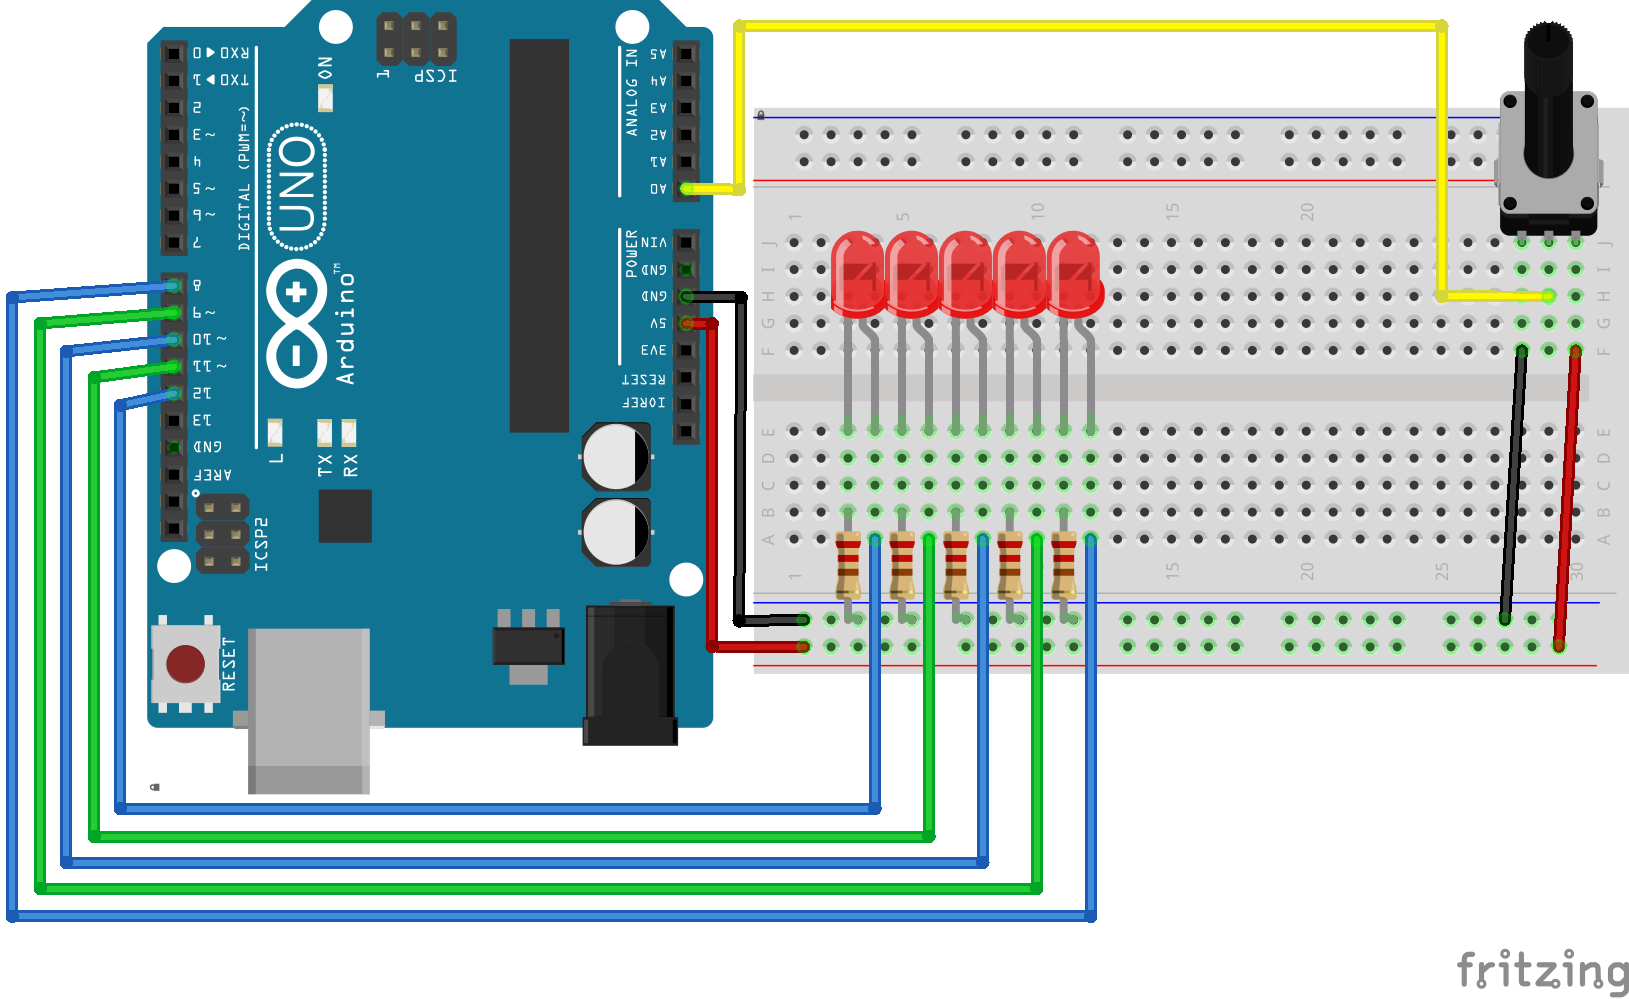 RXD ◀ 0
TXD ▶ 1
2
~ 3
4
~ 5
~ 6
7
8
~ 9
~ 10
~ 11
12
13
GND
AREF
DIGITAL (PWM=~)
ON
UNO
Arduino™
L
TX
RX
ICSP2
RESET
ICSP
1
ANALOG IN
A5
A4
A3
A2
A1
A0
POWER
VIN
GND
GND
5V
3V3
RESET
IOREF
1
5
10
15
20
J
I
H
G
F
E
D
C
B
A
J
I
H
G
F
E
D
C
B
A
1
15
20
25
30
fritzing